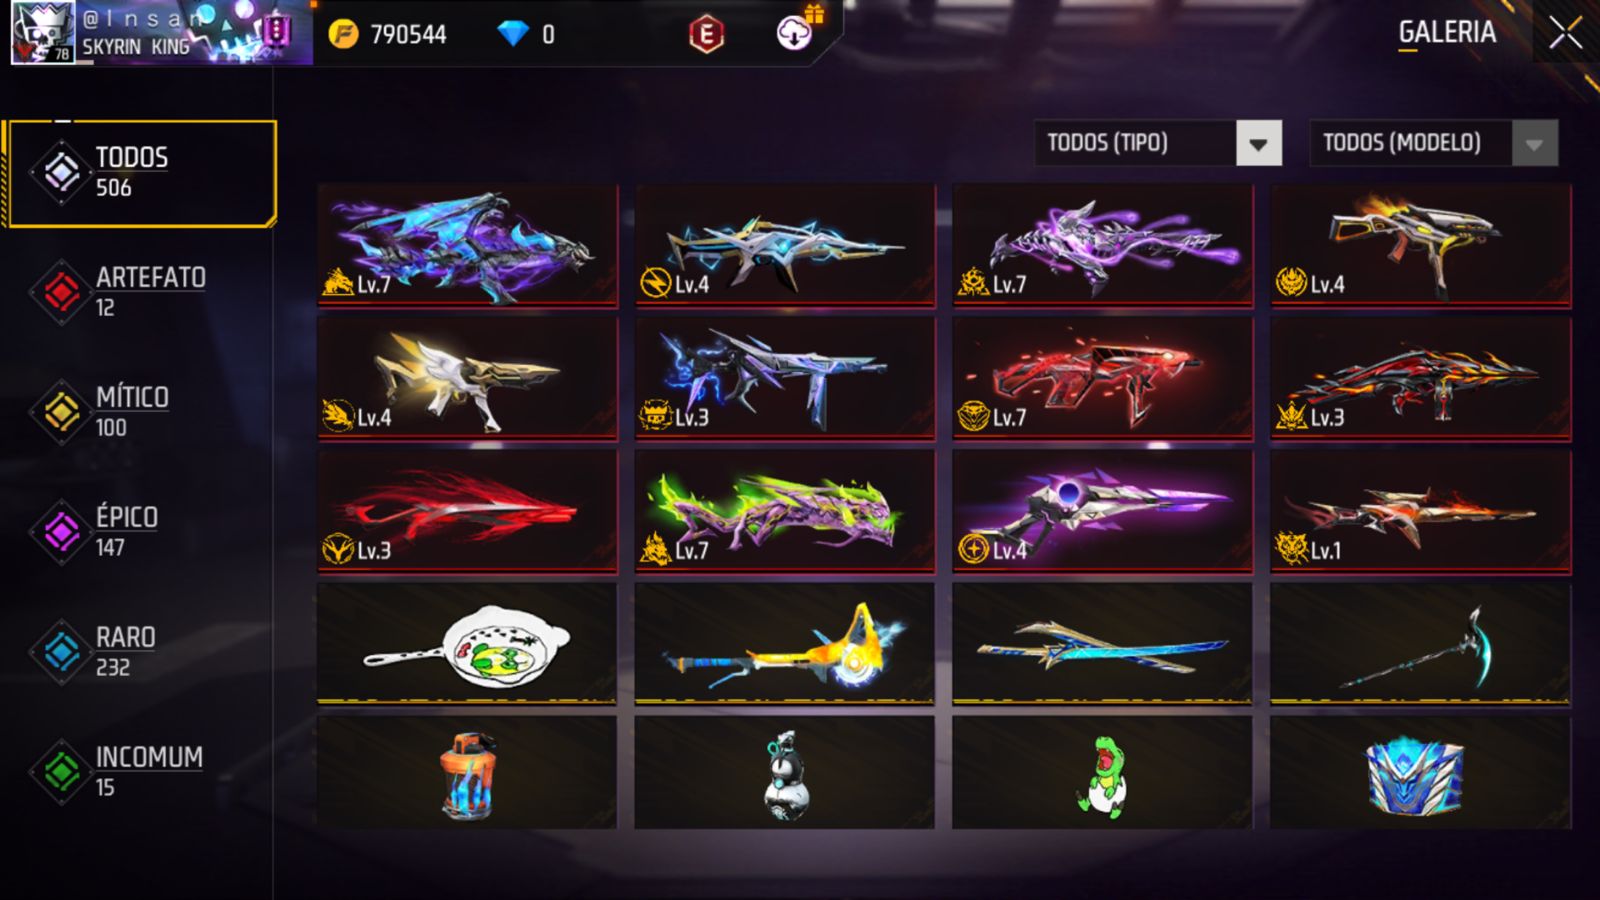 @Insan
SKYRIN KING
78
790544
0
E
GALERIA
TODOS (TIPO)
TODOS (MODELO)
TODOS
506
ARTEFATO
12
MÍTICO
100
ÉPICO
147
RARO
232
INCOMUM
15
Lv.7
Lv.4
Lv.7
Lv.4
Lv.4
Lv.3
Lv.7
Lv.3
Lv.3
Lv.7
Lv.4
Lv.1